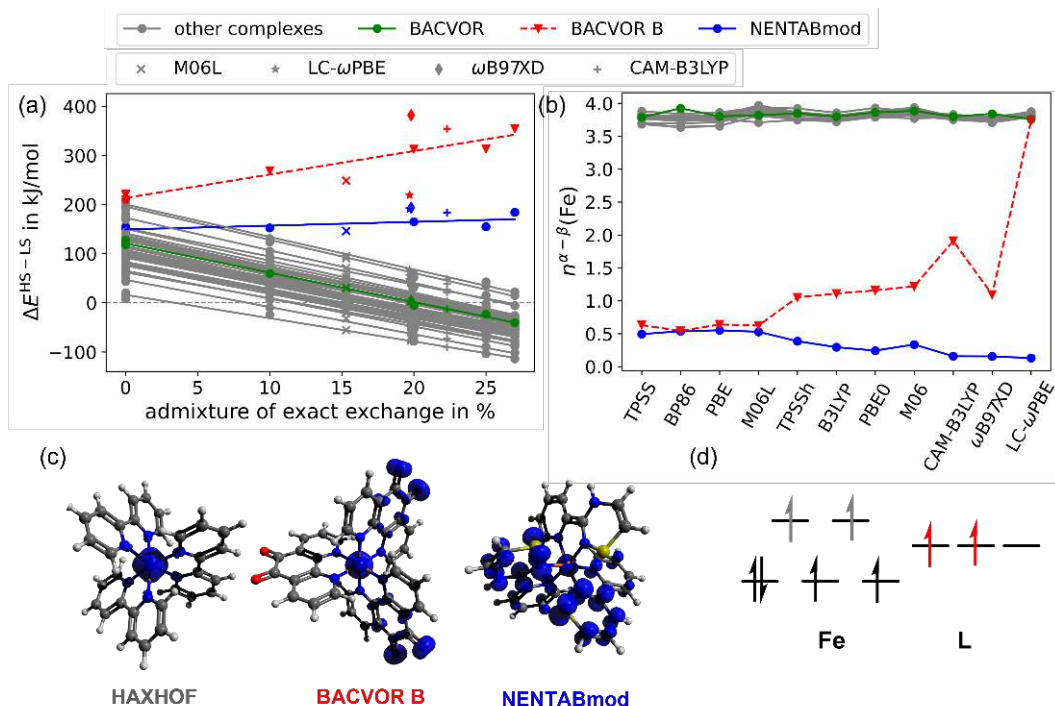 other complexes BACVOR BACVOR B NENTABmod
M06L LC-ωPBE ωB97XD CAM-B3LYP
(a)
400
300
200
100
0
−100
ΔE^HS−LS in kJ/mol
0 5 10 15 20 25
admixture of exact exchange in %
(b)
4.0
3.5
3.0
2.5
2.0
1.5
1.0
0.5
0.0
n^α−β(Fe)
TPSS
BP86
PBE
M06L
TPSSh
B3LYP
PBE0
M06
CAM-B3LYP
ωB97XD
LC-ωPBE
(c)
HAXHOF BACVOR B NENTABmod
(d)
Fe L